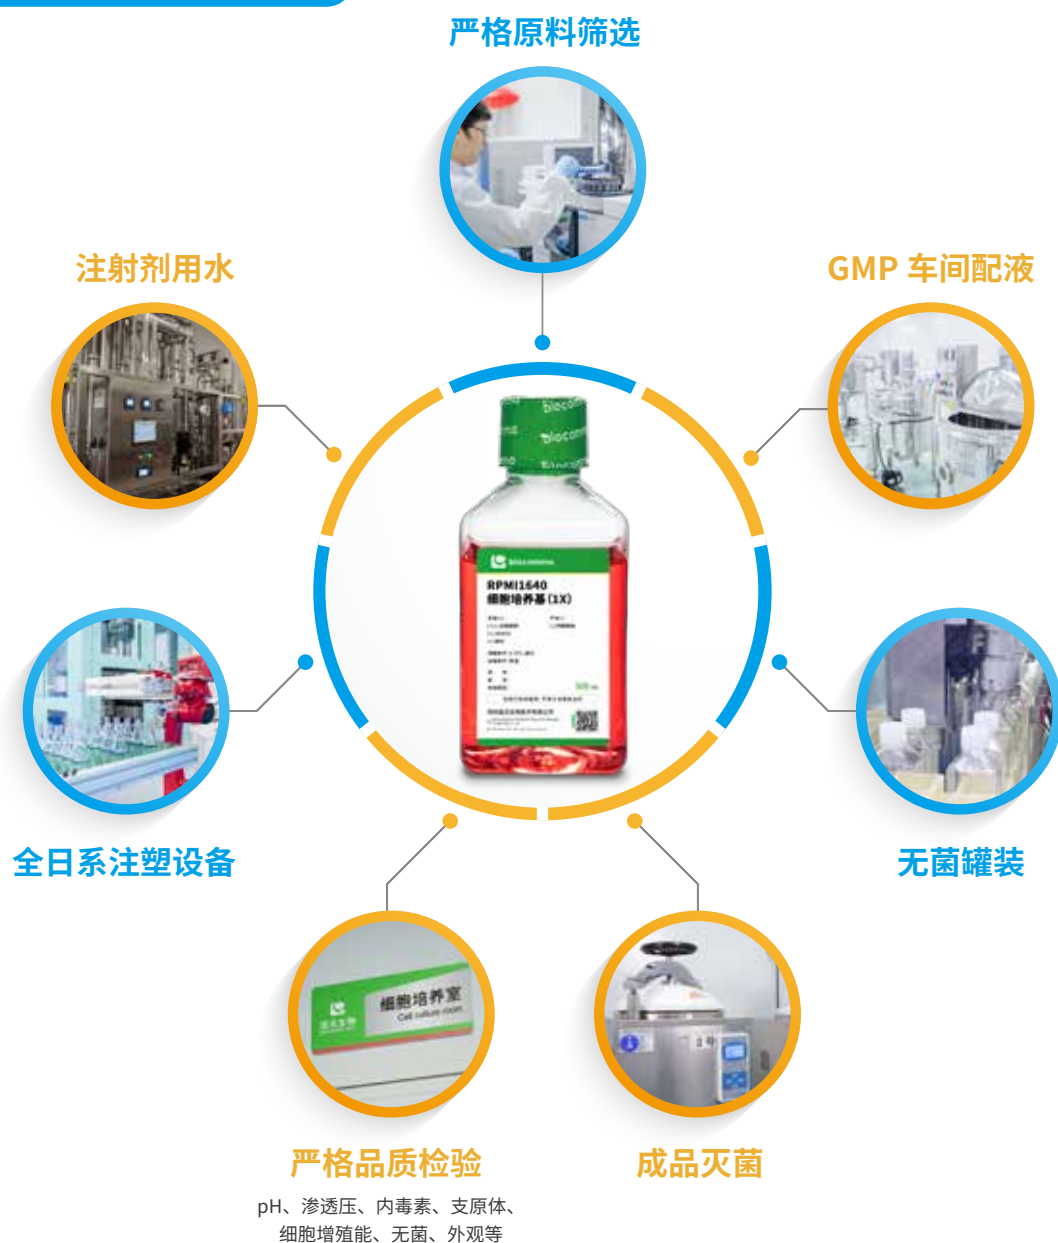 严格原料筛选
注射剂用水
GMP 车间配液
biocomma
RPMI1640
细胞培养基(1X)
全日系注塑设备
无菌罐装
细胞培养室
Cell culture room
严格品质检验
成品灭菌
pH、渗透压、内毒素、支原体、
细胞增殖能、无菌、外观等